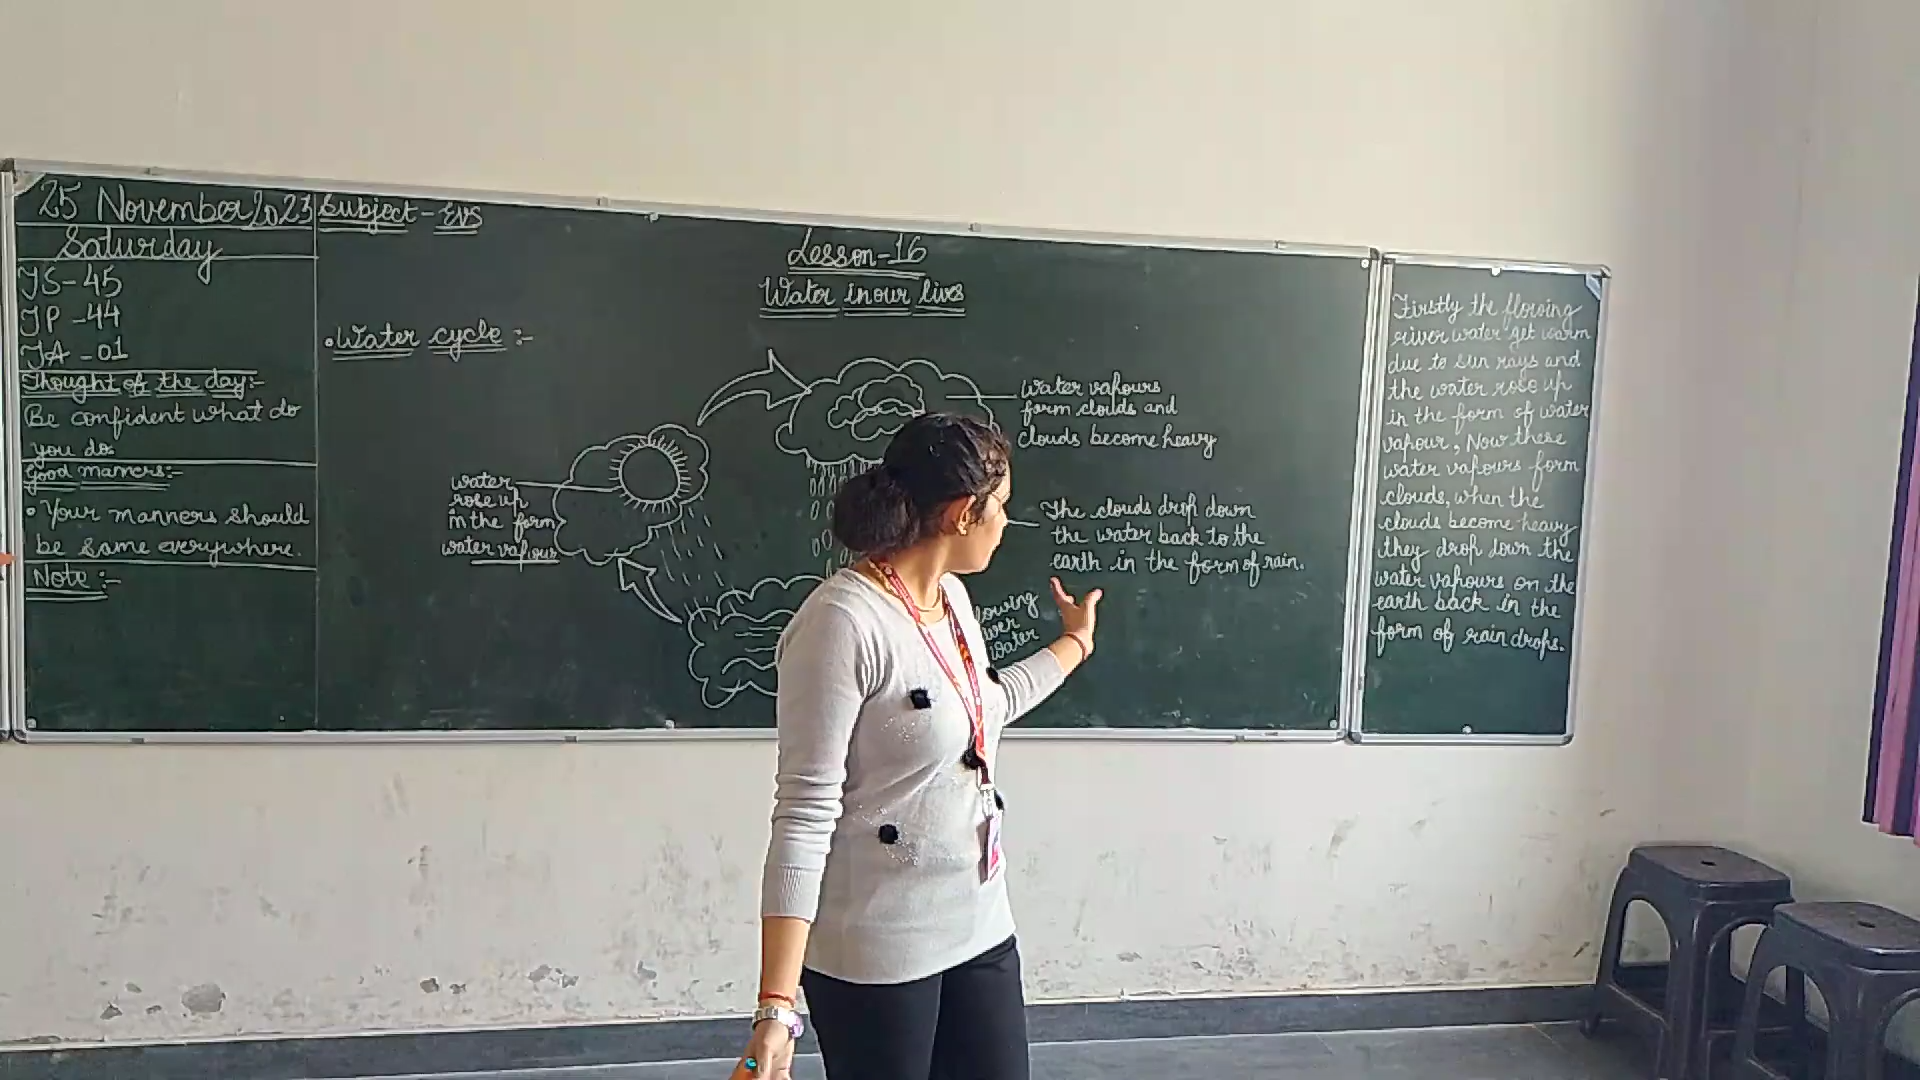 25 November 2023
Saturday
TS-45
TP-44
TA-01
Thought of the day:-
Be confident what do
you do.
Good manners:-
• Your manners should
be same everywhere.
Note:-
Subject- EVS
Lesson-16
Water in our lives
• Water cycle :-
water
rose up
in the form
water vapour
Water vapours
form clouds and
clouds become heavy
The clouds drop down
the water back to the
earth in the form of rain.
water
Firstly the flowing
river water get warm
due to sun rays and
the water rose up
in the form of water
vapour, Now these
water vapours form
clouds, when the
clouds become heavy
they drop down the
water vapours on the
earth back in the
form of rain drops.